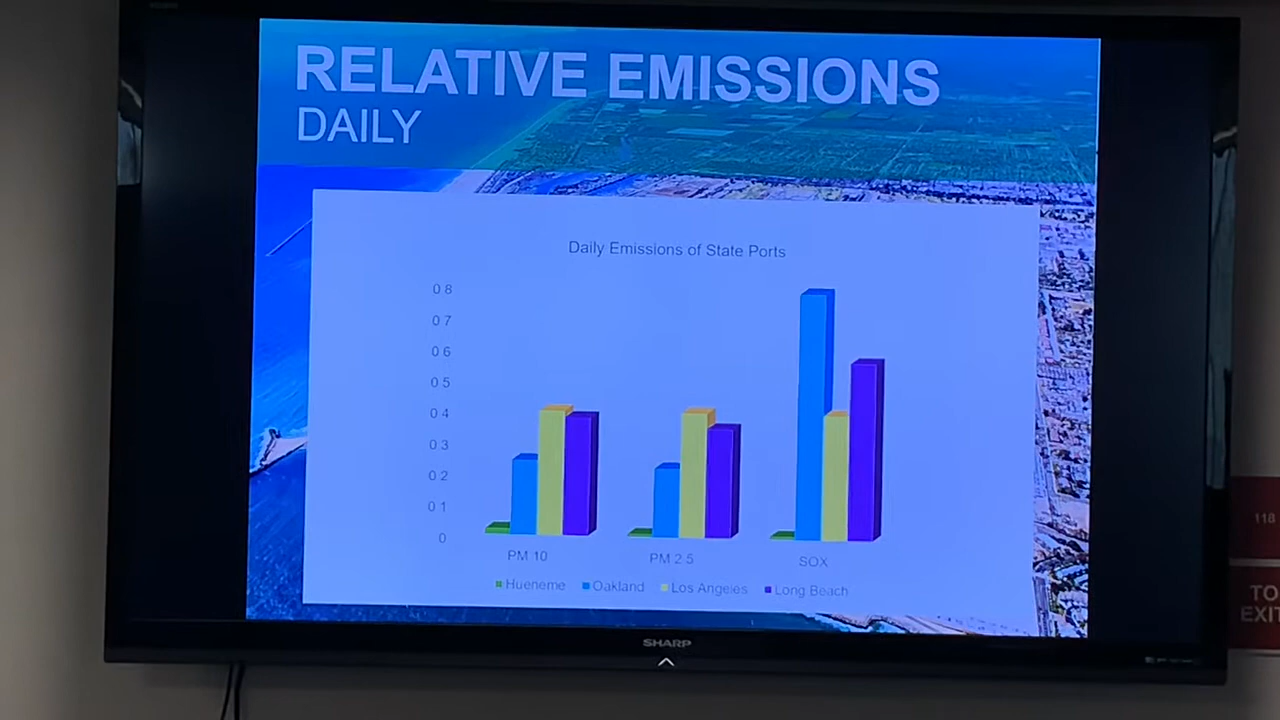 RELATIVE EMISSIONS
DAILY
Daily Emissions of State Ports
0.8
0.7
0.6
0.5
0.4
0.3
0.2
0.1
0
PM 10 PM 2.5 SOX
Hueneme Oakland Los Angeles Long Beach
SHARP
118
TO
EXIT